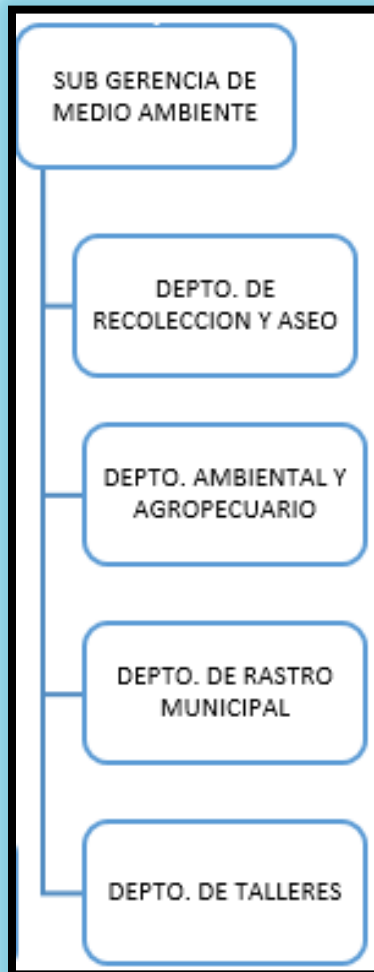 SUB GERENCIA DE
MEDIO AMBIENTE
DEPTO. DE
RECOLECCION Y ASEO
DEPTO. AMBIENTAL Y
AGROPECUARIO
DEPTO. DE RASTRO
MUNICIPAL
DEPTO. DE TALLERES